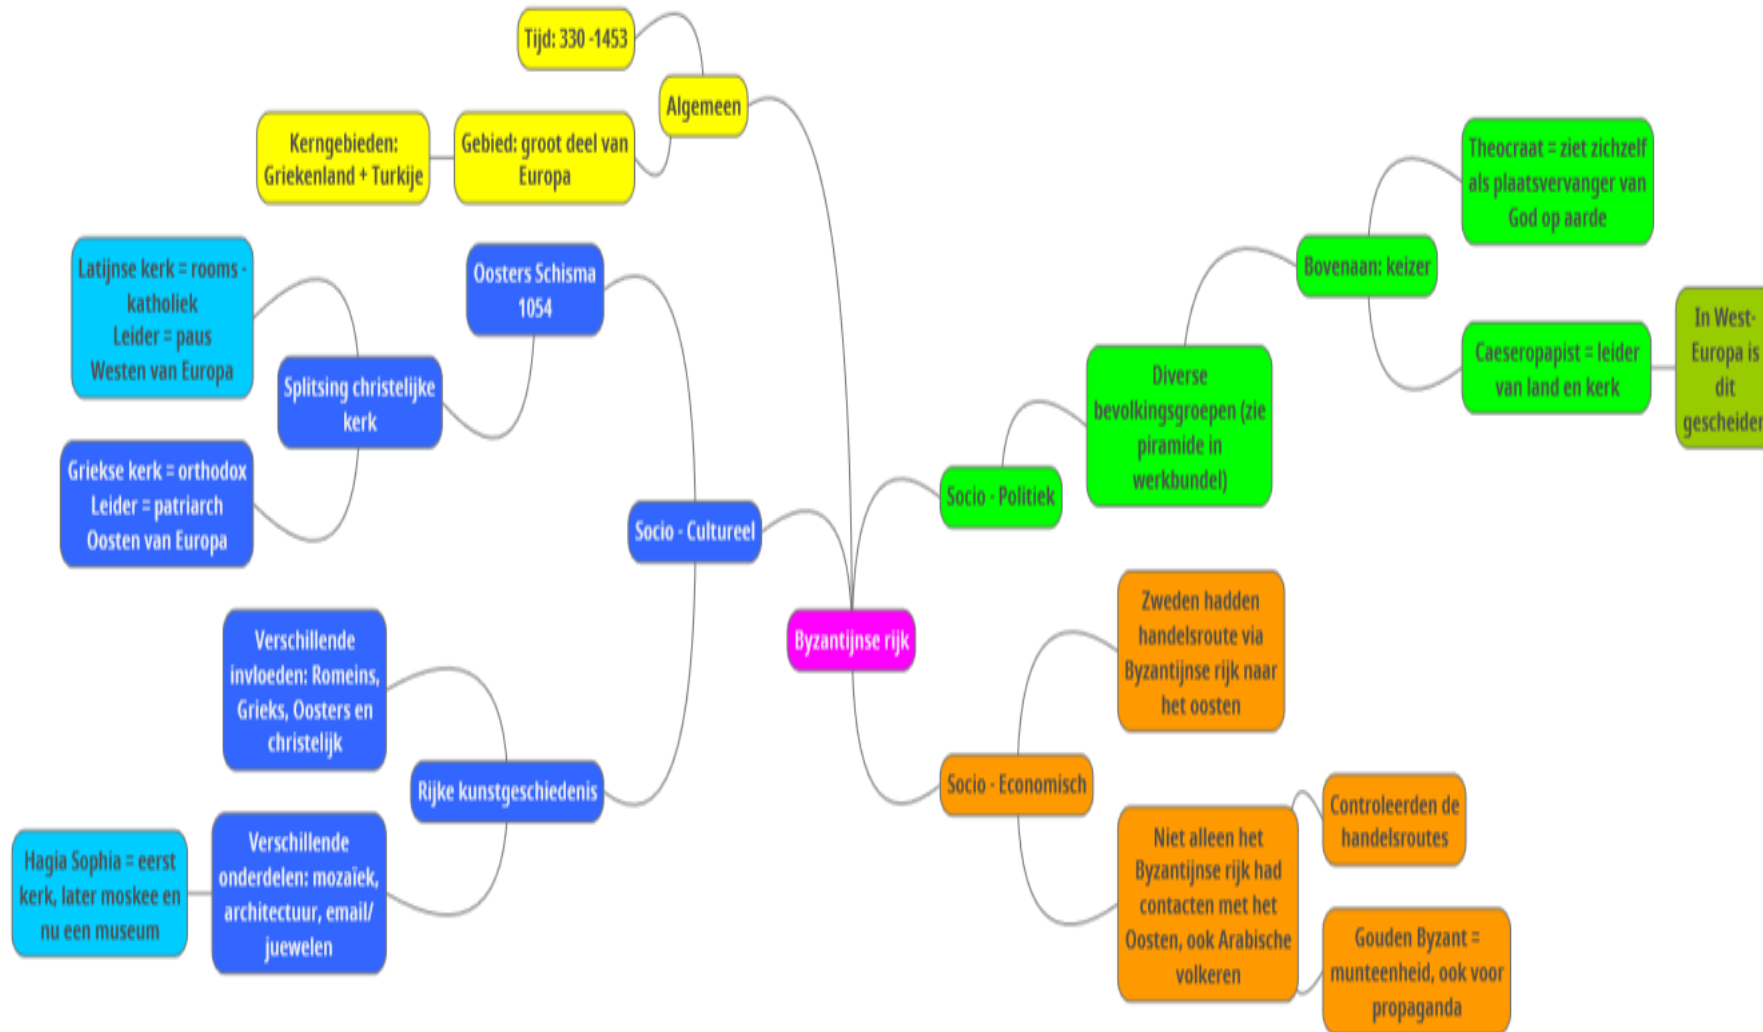 Tijd: 330 -1453
Algemeen
Kerngebieden:
Griekenland + Turkije
Gebied: groot deel van
Europa
Latijnse kerk = rooms -
katholiek
Leider = paus
Westen van Europa
Oosters Schisma
1054
Splitsing christelijke
kerk
Griekse kerk = orthodox
Leider = patriarch
Oosten van Europa
Socio - Cultureel
Verschillende
invloeden: Romeins,
Grieks, Oosters en
christelijk
Rijke kunstgeschiedenis
Hagia Sophia = eerst
kerk, later moskee en
nu een museum
Verschillende
onderdelen: mozaïek,
architectuur, email/
juewelen
Byzantijnse rijk
Theocraat = ziet zichzelf
als plaatsvervanger van
God op aarde
Bovenaan: keizer
Caeseropapist = leider
van land en kerk
In West-
Europa is
dit
gescheiden
Diverse
bevolkingsgroepen (zie
piramide in
werkbundel)
Socio - Politiek
Zweden hadden
handelsroute via
Byzantijnse rijk naar
het oosten
Socio - Economisch
Niet alleen het
Byzantijnse rijk had
contacten met het
Oosten, ook Arabische
volkeren
Controleerden de
handelsroutes
Gouden Byzant =
munteenheid, ook voor
propaganda